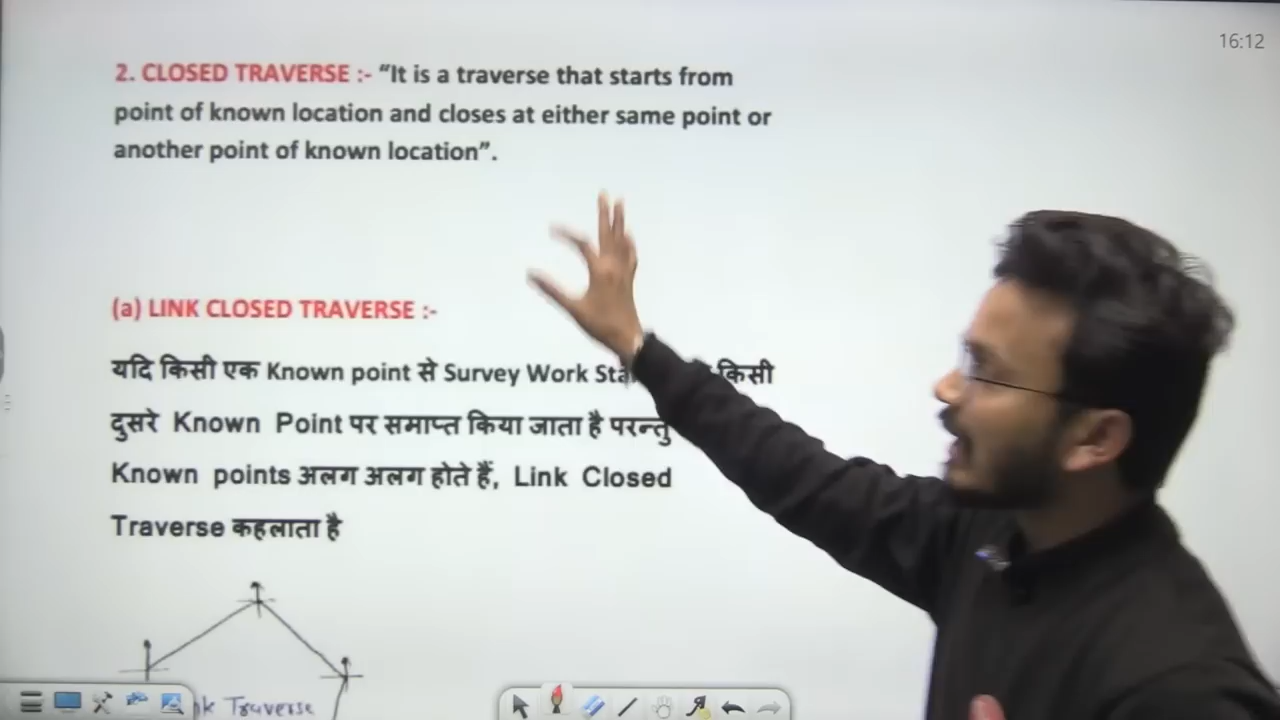 16:12
2. CLOSED TRAVERSE :- “It is a traverse that starts from
point of known location and closes at either same point or
another point of known location”.
(a) LINK CLOSED TRAVERSE :-
यदि किसी एक Known point से Survey Work किसी
दुसरे Known Point पर समाप्त किया जाता है परन्तु
Known points अलग अलग होते हैं, Link Closed
Traverse कहलाता है
Traverse